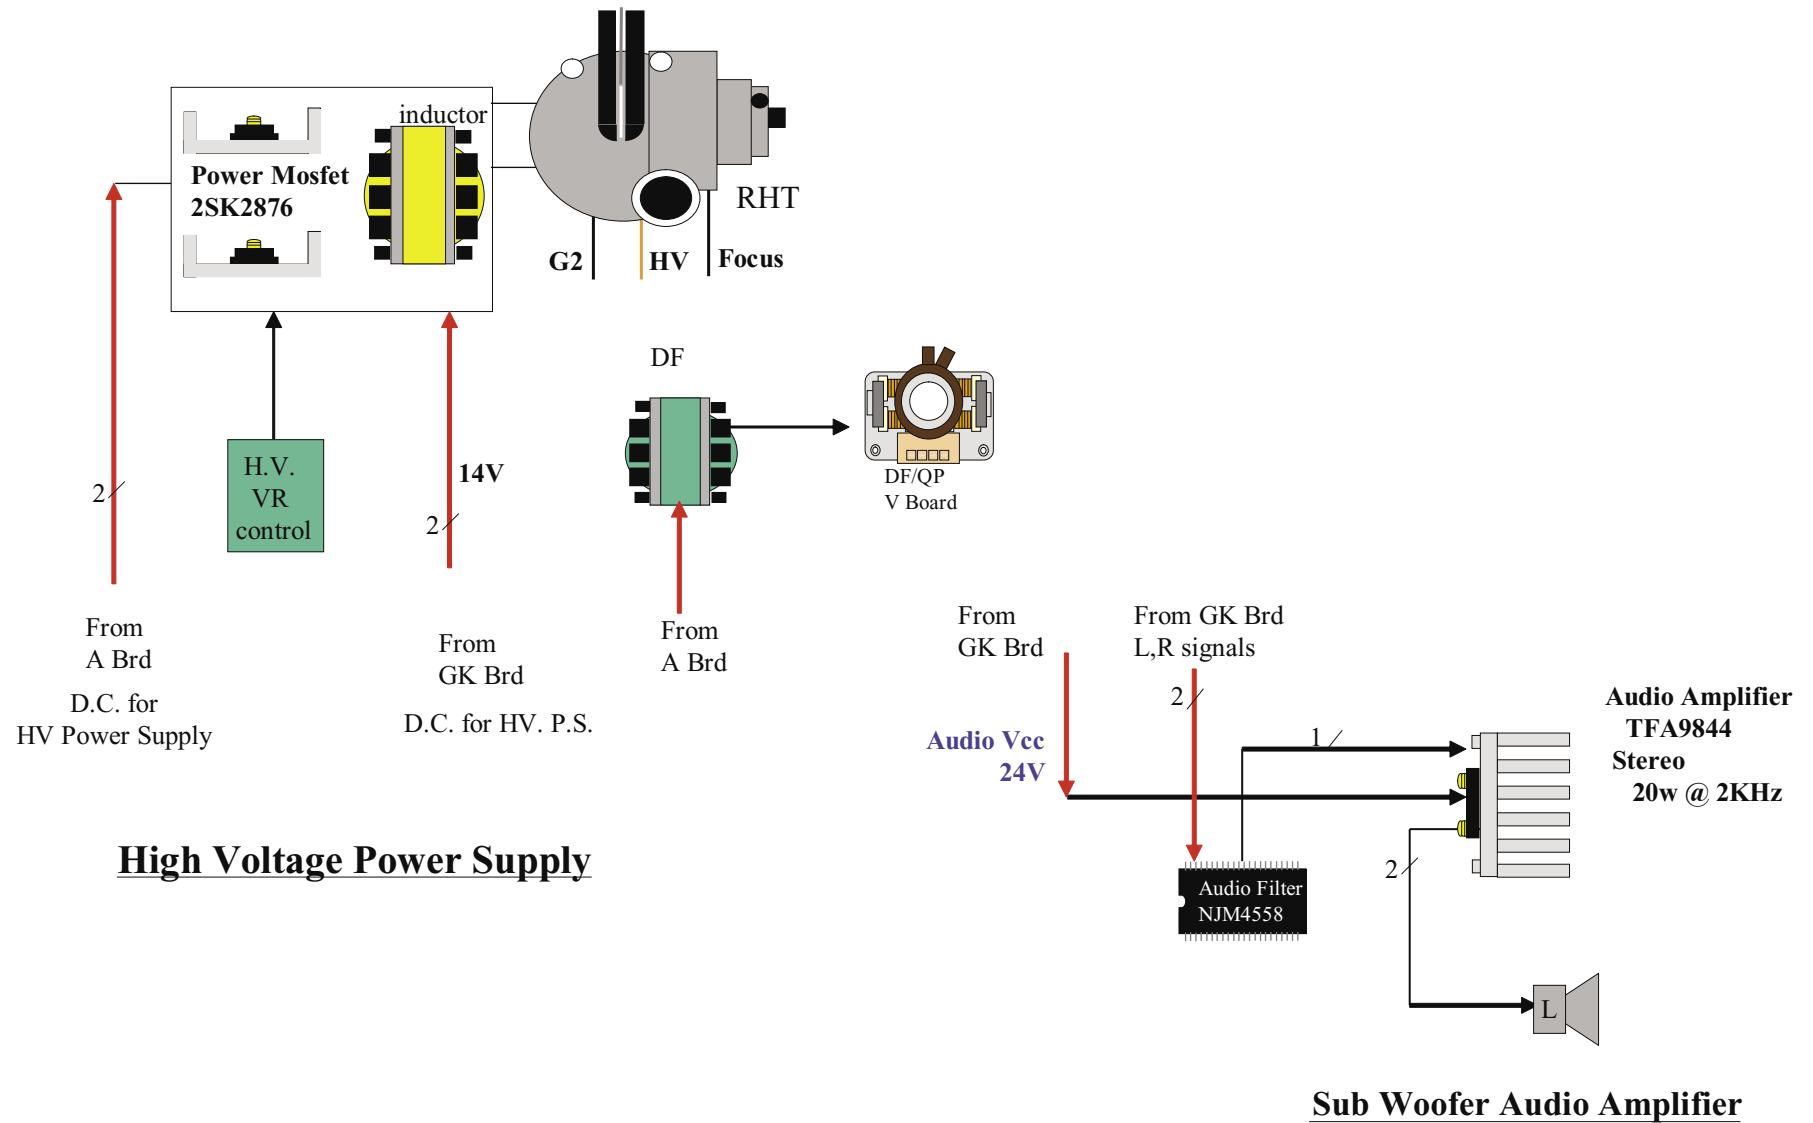 inductor
Power Mosfet
2SK2876
RHT
G2
HV
Focus
DF
H.V.
VR
control
14V
2
2
DF/QP
V Board
From
A Brd
D.C. for
HV Power Supply
From
GK Brd
D.C. for HV. P.S.
From
A Brd
High Voltage Power Supply
From
GK Brd
From GK Brd
L,R signals
2
Audio Vcc
24V
1
Audio Amplifier
TFA9844
Stereo
20w @ 2KHz
2
Audio Filter
NJM4558
L
Sub Woofer Audio Amplifier